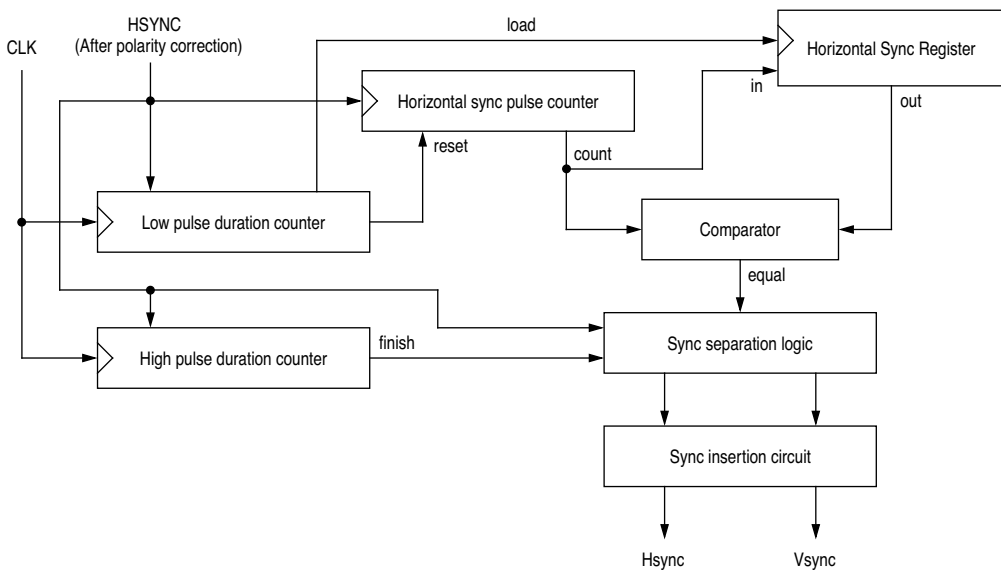 HSYNC
(After polarity correction)
CLK
load
Horizontal Sync Register
Horizontal sync pulse counter
in
out
reset
count
Low pulse duration counter
Comparator
equal
finish
High pulse duration counter
Sync separation logic
Sync insertion circuit
Hsync
Vsync